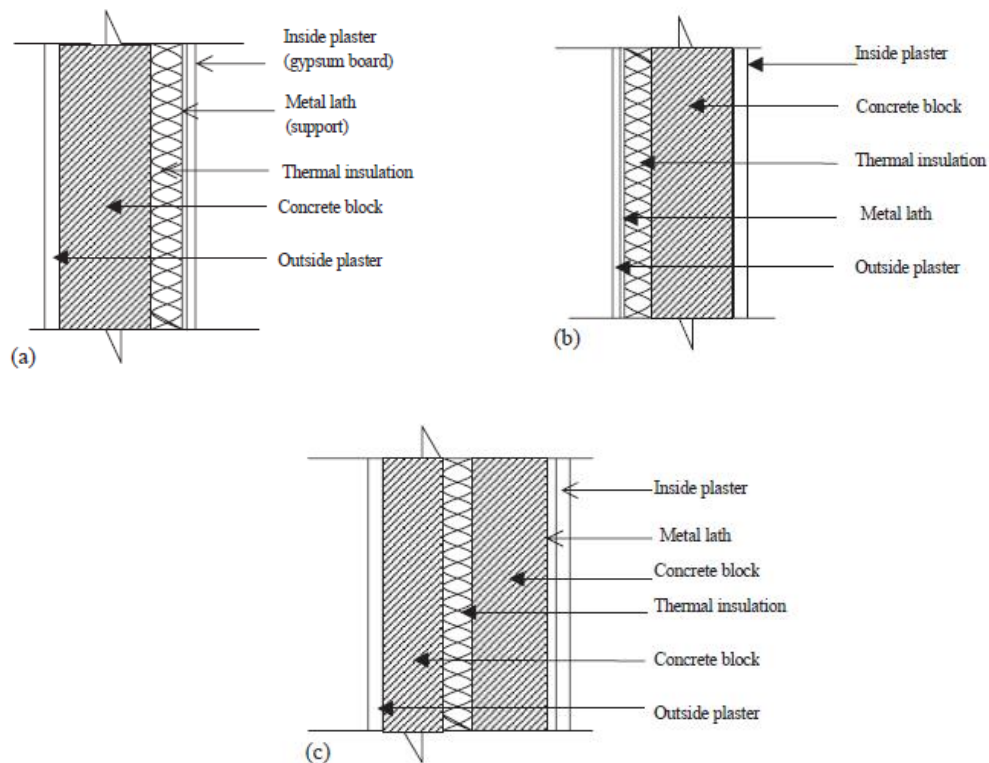 Inside plaster
(gypsum board)
Metal lath
(support)
Thermal insulation
Concrete block
Outside plaster
(a)
Inside plaster
Concrete block
Thermal insulation
Metal lath
Outside plaster
(b)
Inside plaster
Metal lath
Concrete block
Thermal insulation
Concrete block
Outside plaster
(c)